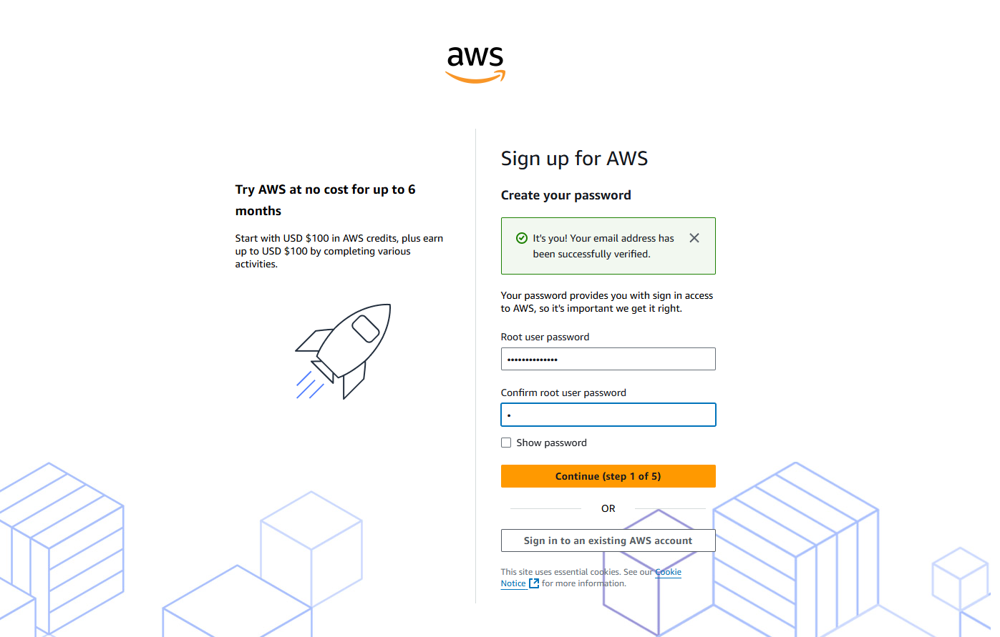 aws
Try AWS at no cost for up to 6
months
Start with USD $100 in AWS credits, plus earn
up to USD $100 by completing various
activities.
Sign up for AWS
Create your password
It's you! Your email address has
been successfully verified.
Your password provides you with sign in access
to AWS, so it's important we get it right.
Root user password
••••••••••••••
Confirm root user password
•
Show password
Continue (step 1 of 5)
OR
Sign in to an existing AWS account
This site uses essential cookies. See our Cookie
Notice for more information.